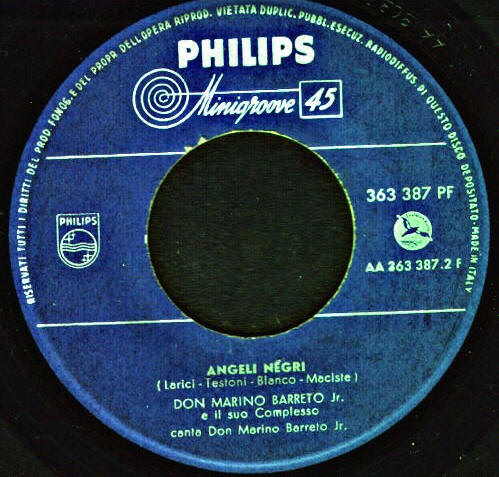 RISERVATI TUTTI I DIRITTI DEL PROD. FONOG. E DEL PROPR. DELL'OPERA RIPROD. VIETATA DUPLIC. PUBBL. ESECUZ. RADIODIFFUS. DI QUESTO DISCO DEPOSITATO - MADE IN ITALY
PHILIPS
Minigroove 45
363 387 PF
PHILIPS
AA 363 387.2 F
ANGELI NÉGRI
( Larici - Testoni - Blanco - Maciste )
DON MARINO BARRETO Jr.
e il suo Complesso
canta Don Marino Barreto Jr.